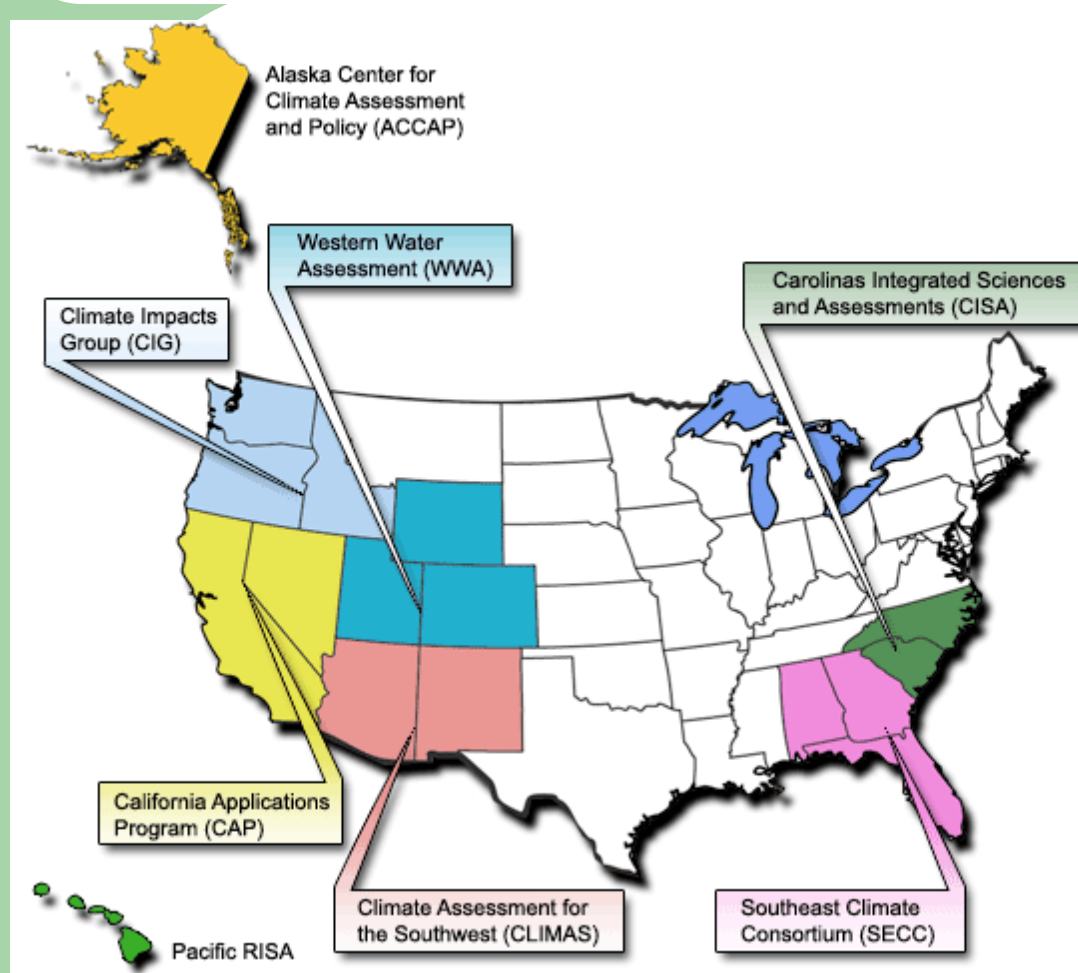 Alaska Center for
Climate Assessment
and Policy (ACCAP)
Western Water
Assessment (WWA)
Carolinas Integrated Sciences
and Assessments (CISA)
Climate Impacts
Group (CIG)
California Applications
Program (CAP)
Climate Assessment for
the Southwest (CLIMAS)
Southeast Climate
Consortium (SECC)
Pacific RISA